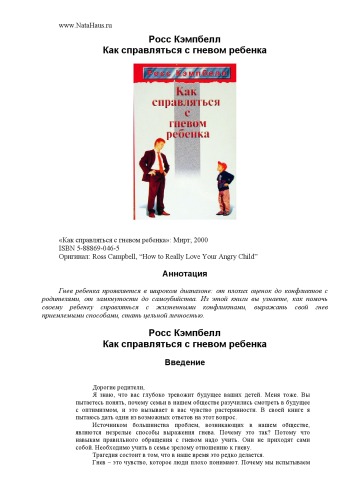 www.NataHaus.ru
Росс Кэмпбелл
Как справляться с гневом ребенка
Росс Кэмпбелл
Как
справляться
с
гневом
ребенка
«Как справляться с гневом ребенка»: Мирт, 2000
ISBN 5-88869-046-5
Оригинал: Ross Campbell, “How to Really Love Your Angry Child”
Аннотация
Гнев ребенка проявляется в широком диапазоне: от плохих оценок до конфликтов с
родителями, от замкнутости до самоубийства. Из этой книги вы узнаете, как помочь
своему ребенку справляться с жизненными конфликтами, выражать свой гнев
приемлемыми способами, стать цельной личностью.
Росс Кэмпбелл
Как справляться с гневом ребенка
Введение
Дорогие родители,
Я знаю, что вас глубоко тревожит будущее ваших детей. Меня тоже. Вы
пытаетесь понять, почему семьи в нашем обществе разучились смотреть в будущее
с оптимизмом, и это вызывает в вас чувство растерянности. В своей книге я
пытаюсь дать один из возможных ответов на этот вопрос.
Источником большинства проблем, возникающих в нашем обществе,
являются незрелые способы выражения гнева. Почему это так? Потому что
навыкам правильного обращения с гневом надо учить. Они не приходят сами
собой. Необходимо учить в семье зрелому отношению к гневу.
Трагедия состоит в том, что в наше время это редко делается.
Гнев – это чувство, которое люди плохо понимают. Почему мы испытываем